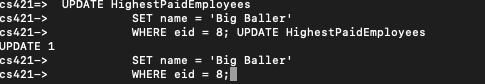 cs421=>  UPDATE HighestPaidEmployees
cs421->          SET name = 'Big Baller'
cs421->          WHERE eid = 8; UPDATE HighestPaidEmployees
UPDATE 1
cs421->          SET name = 'Big Baller'
cs421->          WHERE eid = 8;